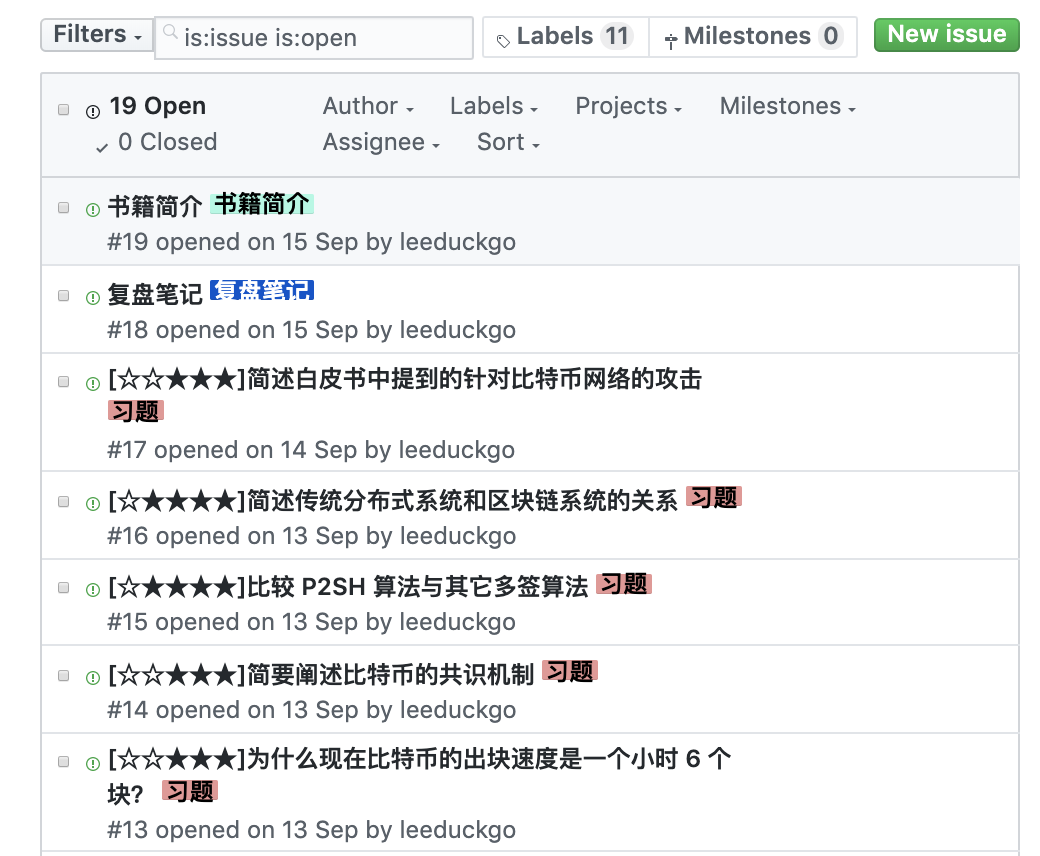 Filters is:issue is:open Labels 11 Milestones 0 New issue
19 Open Author Labels Projects Milestones
0 Closed Assignee Sort
书籍简介 书籍简介
#19 opened on 15 Sep by leeduckgo
复盘笔记 复盘笔记
#18 opened on 15 Sep by leeduckgo
[☆☆★★★]简述白皮书中提到的针对比特币网络的攻击
习题
#17 opened on 14 Sep by leeduckgo
[☆★★★★]简述传统分布式系统和区块链系统的关系 习题
#16 opened on 13 Sep by leeduckgo
[☆★★★★]比较 P2SH 算法与其它多签算法 习题
#15 opened on 13 Sep by leeduckgo
[☆☆★★★]简要阐述比特币的共识机制 习题
#14 opened on 13 Sep by leeduckgo
[☆☆★★★]为什么现在比特币的出块速度是一个小时 6 个
块? 习题
#13 opened on 13 Sep by leeduckgo